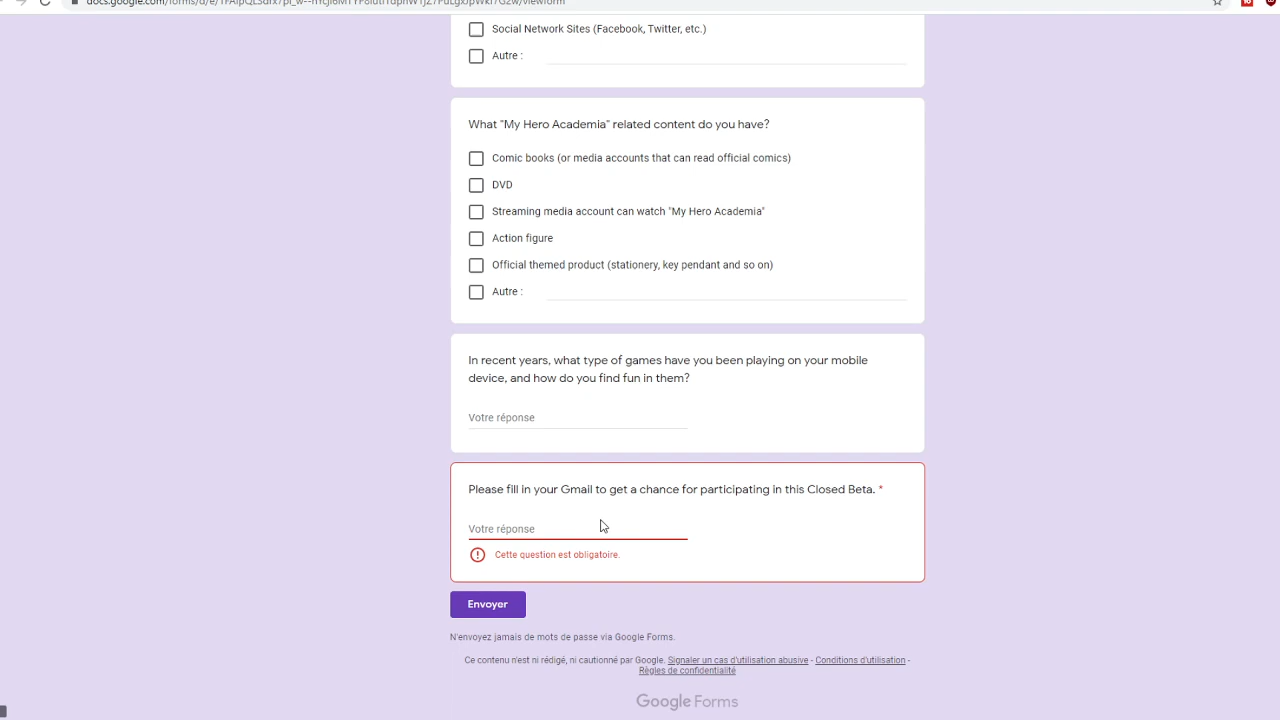 Social Network Sites (Facebook, Twitter, etc.)
Autre :
What "My Hero Academia" related content do you have?
Comic books (or media accounts that can read official comics)
DVD
Streaming media account can watch "My Hero Academia"
Action figure
Official themed product (stationery, key pendant and so on)
Autre :
In recent years, what type of games have you been playing on your mobile
device, and how do you find fun in them?
Votre réponse
Please fill in your Gmail to get a chance for participating in this Closed Beta. *
Votre réponse
Cette question est obligatoire.
Envoyer
N'envoyez jamais de mots de passe via Google Forms.
Ce contenu n'est ni rédigé, ni cautionné par Google. Signaler un cas d'utilisation abusive - Conditions d'utilisation -
Règles de confidentialité
Google Forms